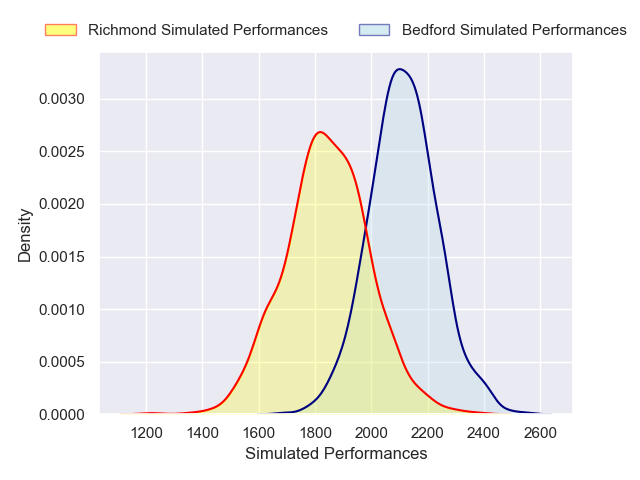 Richmond Simulated Performances Bedford Simulated Performances
0.0030
0.0025
0.0020
0.0015
0.0010
0.0005
0.0000
Density
1200 1400 1600 1800 2000 2200 2400 2600
Simulated Performances